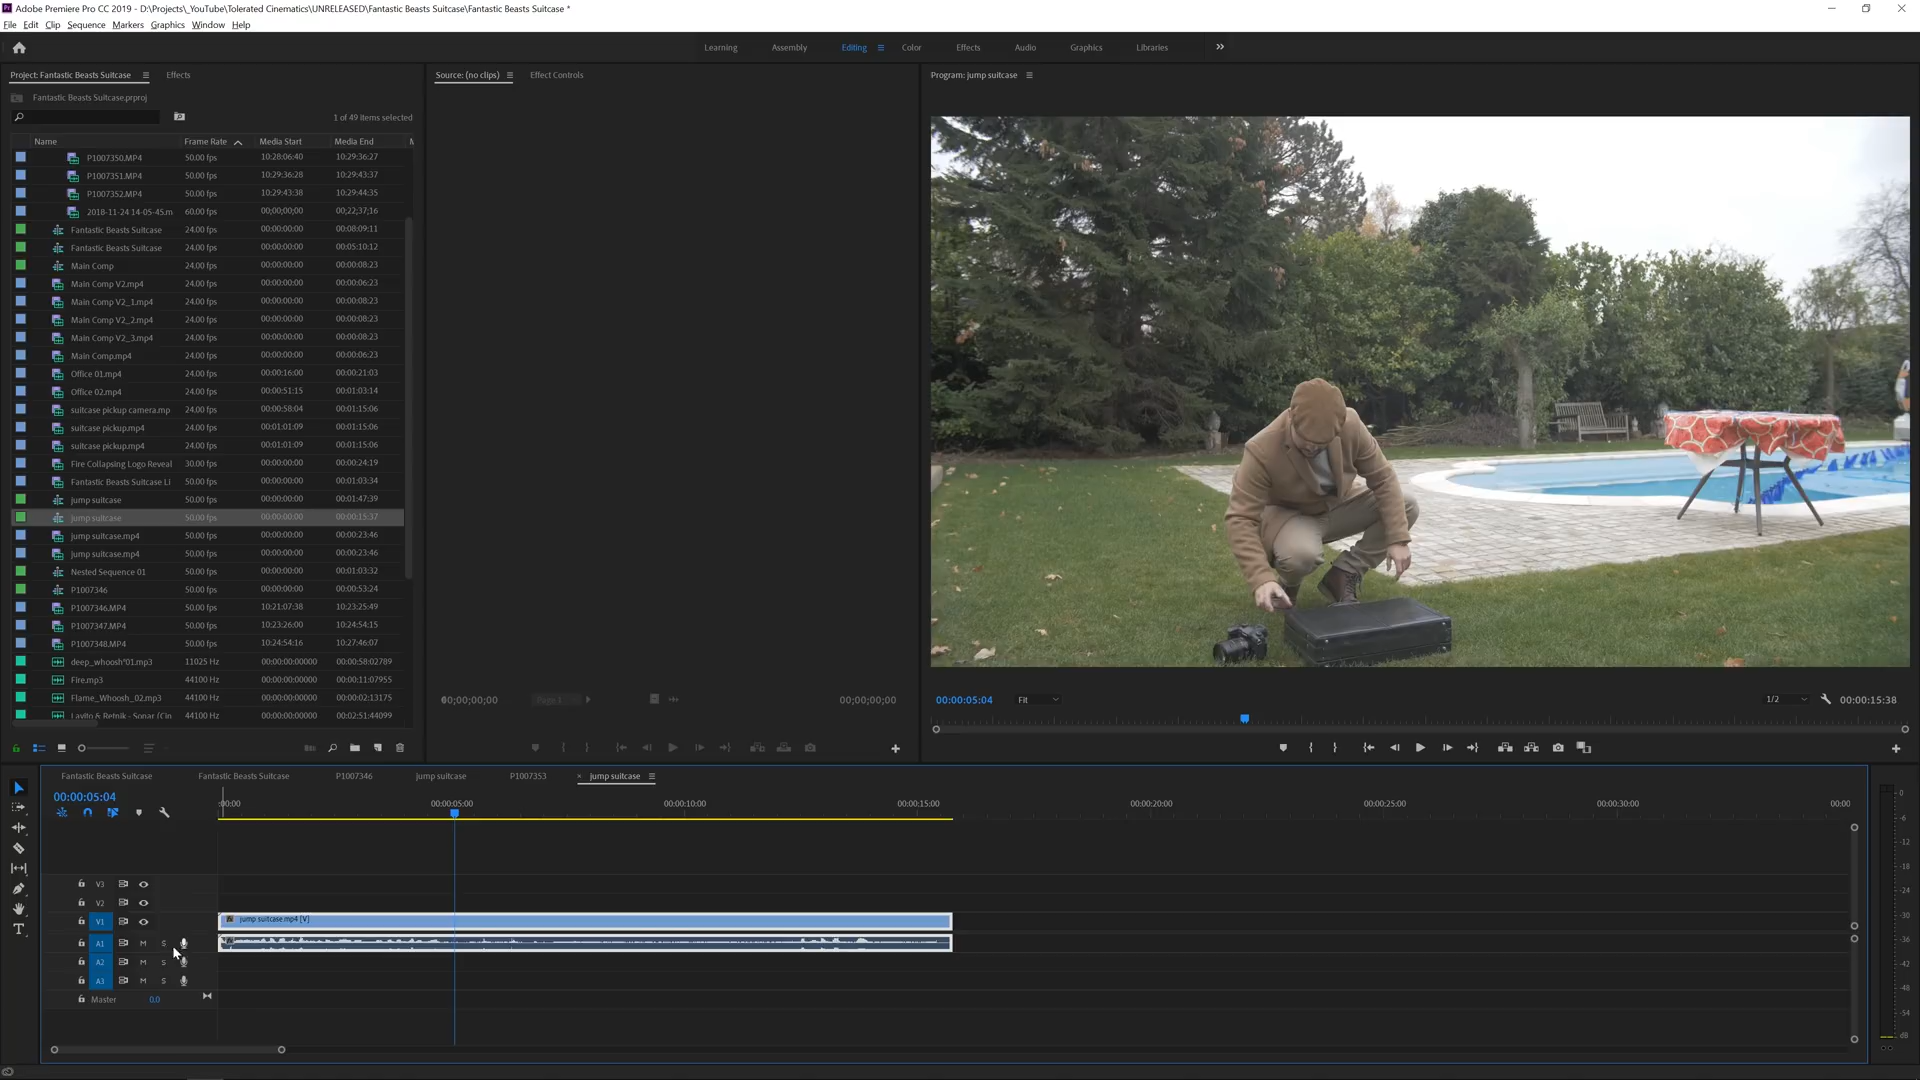 Adobe Premiere Pro CC 2019 - D:\Projects\_YouTube\Tolerated Cinematics\UNRELEASED\Fantastic Beasts Suitcase\Fantastic Beasts Suitcase *
File Edit Clip Sequence Markers Graphics Window Help
Learning Assembly Editing Color Effects Audio Graphics Libraries
Project: Fantastic Beasts Suitcase Effects
Fantastic Beasts Suitcase.prproj
1 of 49 items selected
Name Frame Rate Media Start Media End
P1007350.MP4 50.00 fps 10:28:06:40 10:29:36:27
P1007351.MP4 50.00 fps 10:29:36:28 10:29:43:37
P1007352.MP4 50.00 fps 10:29:43:38 10:29:44:35
2018-11-24 14-05-45.m 60.00 fps 00;00;00;00 00;22;37;16
Fantastic Beasts Suitcase 24.00 fps 00:00:00:00 00:08:09:11
Fantastic Beasts Suitcase 24.00 fps 00:00:00:00 00:05:10:12
Main Comp 24.00 fps 00:00:00:00 00:00:08:23
Main Comp V2.mp4 24.00 fps 00:00:00:00 00:00:06:23
Main Comp V2_1.mp4 24.00 fps 00:00:00:00 00:00:08:23
Main Comp V2_2.mp4 24.00 fps 00:00:00:00 00:00:08:23
Main Comp V2_3.mp4 24.00 fps 00:00:00:00 00:00:08:23
Main Comp.mp4 24.00 fps 00:00:00:00 00:00:06:23
Office 01.mp4 24.00 fps 00:00:16:00 00:00:21:03
Office 02.mp4 24.00 fps 00:00:51:15 00:01:03:14
suitcase pickup camera.mp 24.00 fps 00:00:58:04 00:01:15:06
suitcase pickup.mp4 24.00 fps 00:01:01:09 00:01:15:06
suitcase pickup.mp4 24.00 fps 00:01:01:09 00:01:15:06
Fire Collapsing Logo Reveal 30.00 fps 00:00:00:00 00:00:24:19
Fantastic Beasts Suitcase Li 50.00 fps 00:00:00:00 00:01:03:34
jump suitcase 50.00 fps 00:00:00:00 00:01:47:39
jump suitcase 50.00 fps 00:00:00:00 00:00:15:37
jump suitcase.mp4 50.00 fps 00:00:00:00 00:00:23:46
jump suitcase.mp4 50.00 fps 00:00:00:00 00:00:23:46
Nested Sequence 01 50.00 fps 00:00:00:00 00:01:03:32
P1007346 50.00 fps 00:00:00:00 00:00:53:24
P1007346.MP4 50.00 fps 10:21:07:38 10:23:25:49
P1007347.MP4 50.00 fps 10:23:26:00 10:24:54:15
P1007348.MP4 50.00 fps 10:24:54:16 10:27:46:07
deep_whoosh°01.mp3 11025 Hz 00:00:00:00000 00:00:58:02789
Fire.mp3 44100 Hz 00:00:00:00000 00:00:11:07955
Flame_Whoosh_02.mp3 44100 Hz 00:00:00:00000 00:00:02:13175
Lavito & Retnik - Sonar (Cin 44100 Hz 00:00:00:00000 00:02:51:44099
Source: (no clips) Effect Controls
00;00;00;00 Page 1 00;00;00;00
Program: jump suitcase
00:00:05:04 Fit 1/2 00:00:15:38
Fantastic Beasts Suitcase Fantastic Beasts Suitcase P1007346 jump suitcase P1007353 × jump suitcase
00:00:05:04
:00:00 00:00:05:00 00:00:10:00 00:00:15:00 00:00:20:00 00:00:25:00 00:00:30:00 00:00
V3
V2
V1 jump suitcase.mp4 [V]
A1 M S
A2 M S
A3 M S
Master 0.0
0
-6
-12
-18
-24
-30
-36
-42
-48
-54
dB